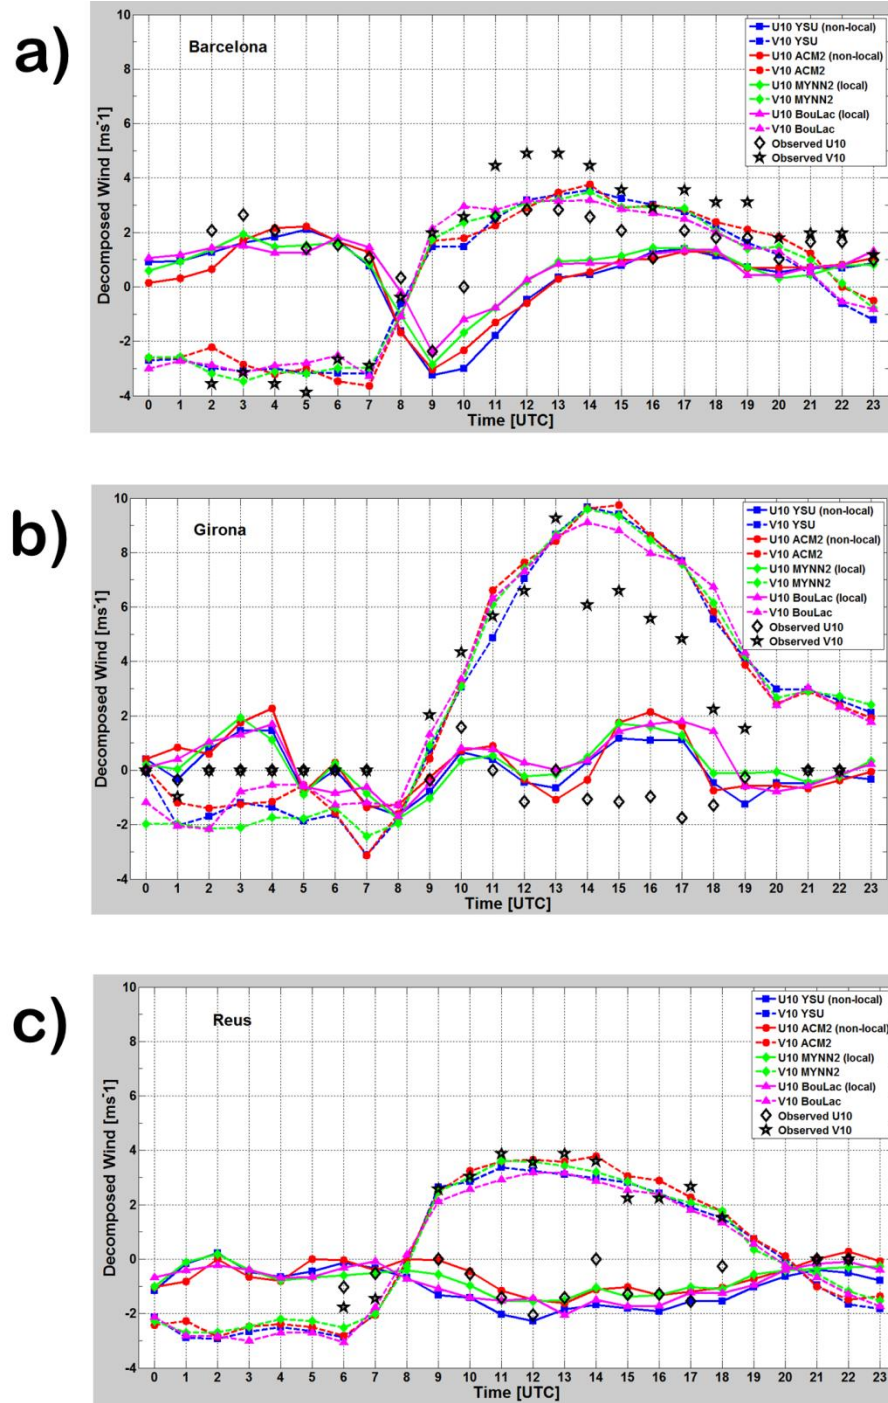 a)
Barcelona
U10 YSU (non-local)
V10 YSU
U10 ACM2 (non-local)
V10 ACM2
U10 MYNN2 (local)
V10 MYNN2
U10 BouLac (local)
V10 BouLac
Observed U10
Observed V10
Decomposed Wind [ms-1]
10
8
6
4
2
0
-2
-4
0 1 2 3 4 5 6 7 8 9 10 11 12 13 14 15 16 17 18 19 20 21 22 23
Time [UTC]
b)
Girona
U10 YSU (non-local)
V10 YSU
U10 ACM2 (non-local)
V10 ACM2
U10 MYNN2 (local)
V10 MYNN2
U10 BouLac (local)
V10 BouLac
Observed U10
Observed V10
Decomposed Wind [ms-1]
10
8
6
4
2
0
-2
-4
0 1 2 3 4 5 6 7 8 9 10 11 12 13 14 15 16 17 18 19 20 21 22 23
Time [UTC]
c)
Reus
U10 YSU (non-local)
V10 YSU
U10 ACM2 (non-local)
V10 ACM2
U10 MYNN2 (local)
V10 MYNN2
U10 BouLac (local)
V10 BouLac
Observed U10
Observed V10
Decomposed Wind [ms-1]
10
8
6
4
2
0
-2
-4
0 1 2 3 4 5 6 7 8 9 10 11 12 13 14 15 16 17 18 19 20 21 22 23
Time [UTC]